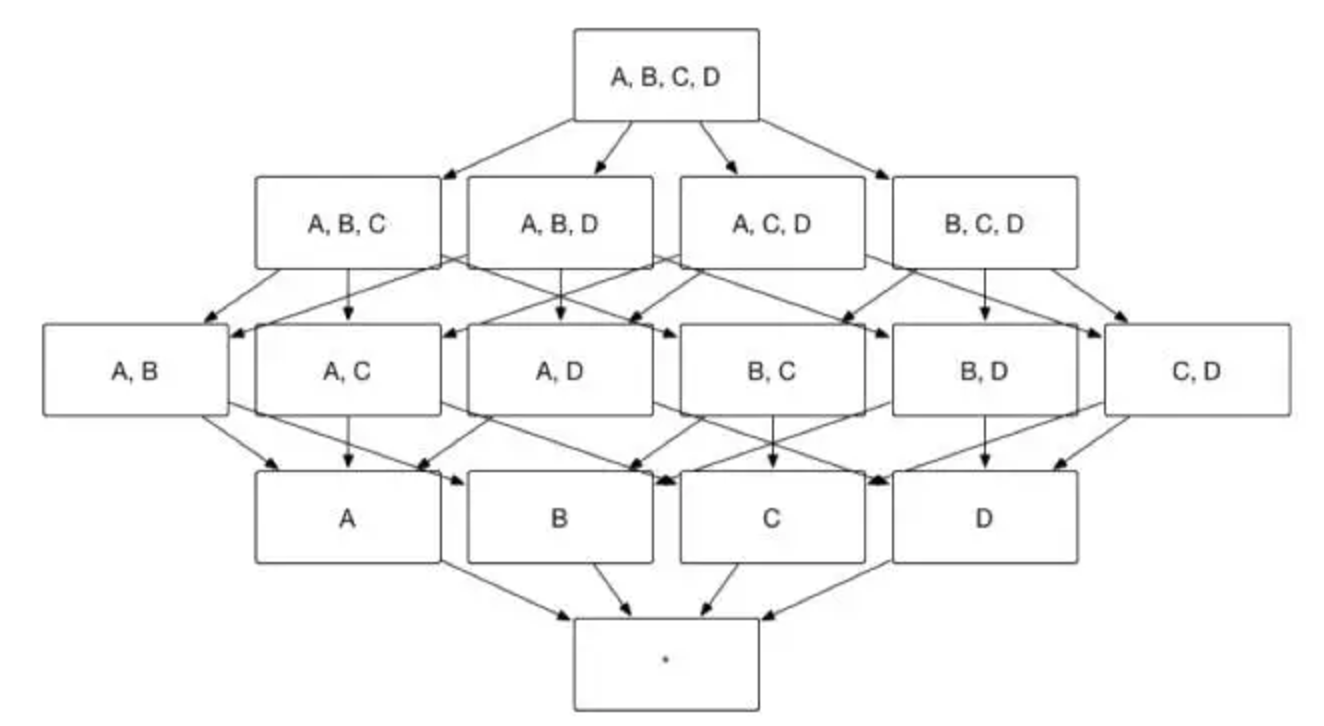 A, B, C, D
A, B, C
A, B, D
A, C, D
B, C, D
A, B
A, C
A, D
B, C
B, D
C, D
A
B
C
D
*